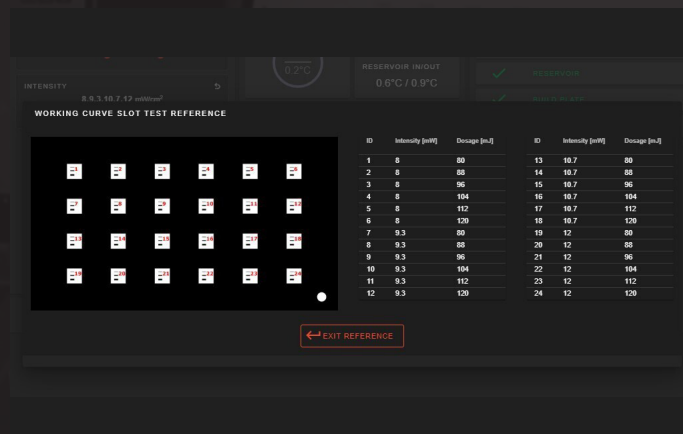 0.2°C
RESERVOIR IN/OUT
0.6°C / 0.9°C
RESERVOIR
BUILD PLATE
INTENSITY
8,9.3,10.7,12 mW/cm²
WORKING CURVE SLOT TEST REFERENCE
1 2 3 4 5 6
7 8 9 10 11 12
13 14 15 16 17 18
19 20 21 22 23 24
ID Intensity [mW] Dosage [mJ]
1 8 80
2 8 88
3 8 96
4 8 104
5 8 112
6 8 120
7 9.3 80
8 9.3 88
9 9.3 96
10 9.3 104
11 9.3 112
12 9.3 120
ID Intensity [mW] Dosage [mJ]
13 10.7 80
14 10.7 88
15 10.7 96
16 10.7 104
17 10.7 112
18 10.7 120
19 12 80
20 12 88
21 12 96
22 12 104
23 12 112
24 12 120
EXIT REFERENCE